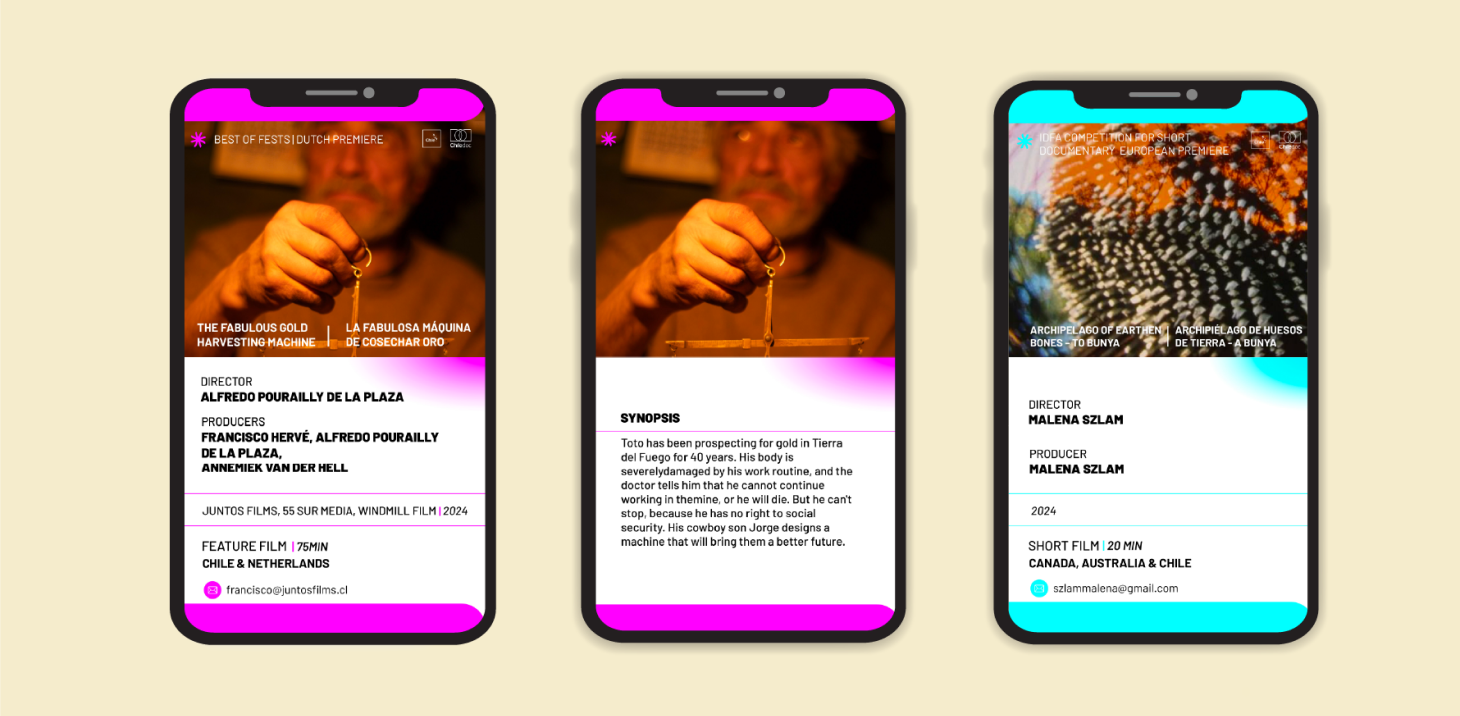 BEST OF FESTS | DUTCH PREMIERE
Chiledoc
THE FABULOUS GOLD
HARVESTING MACHINE
LA FABULOSA MÁQUINA
DE COSECHAR ORO
DIRECTOR
ALFREDO POURAILLY DE LA PLAZA
PRODUCERS
FRANCISCO HERVÉ, ALFREDO POURAILLY
DE LA PLAZA,
ANNEMIEK VAN DER HELL
JUNTOS FILMS, 55 SUR MEDIA, WINDMILL FILM | 2024
FEATURE FILM | 75MIN
CHILE & NETHERLANDS
francisco@juntosfilms.cl
SYNOPSIS
Toto has been prospecting for gold in Tierra
del Fuego for 40 years. His body is
severelydamaged by his work routine, and the
doctor tells him that he cannot continue
working in themine, or he will die. But he can't
stop, because he has no right to social
security. His cowboy son Jorge designs a
machine that will bring them a better future.
IDFA COMPETITION FOR SHORT
DOCUMENTARY EUROPEAN PREMIERE
Chiledoc
ARCHIPELAGO OF EARTHEN
BONES – TO BUNYA
ARCHIPIÉLAGO DE HUESOS
DE TIERRA – A BUNYA
DIRECTOR
MALENA SZLAM
PRODUCER
MALENA SZLAM
2024
SHORT FILM | 20 MIN
CANADA, AUSTRALIA & CHILE
szlammalena@gmail.com